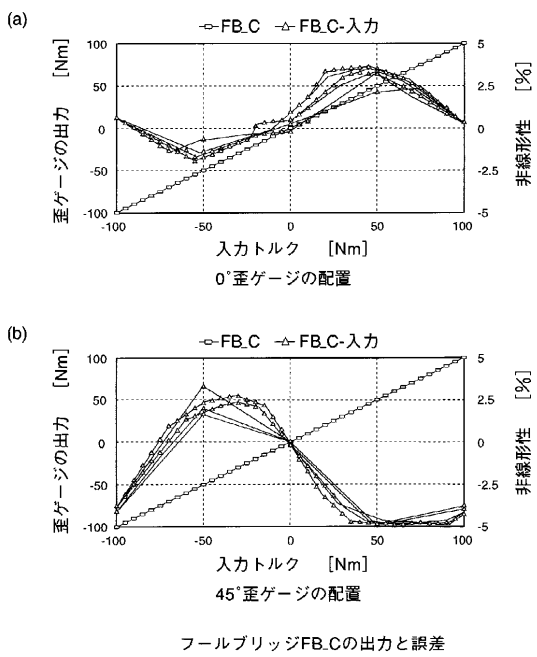 (a)
FB_C FB_C-入力
歪ゲージの出力 [Nm]
100
50
0
-50
-100
5
2.5
0
-2.5
-5
非線形性 [%]
-100 -50 0 50 100
入力トルク [Nm]
0°歪ゲージの配置
(b)
FB_C FB_C-入力
歪ゲージの出力 [Nm]
100
50
0
-50
-100
5
2.5
0
-2.5
-5
非線形性 [%]
-100 -50 0 50 100
入力トルク [Nm]
45°歪ゲージの配置
フールブリッジFB_Cの出力と誤差